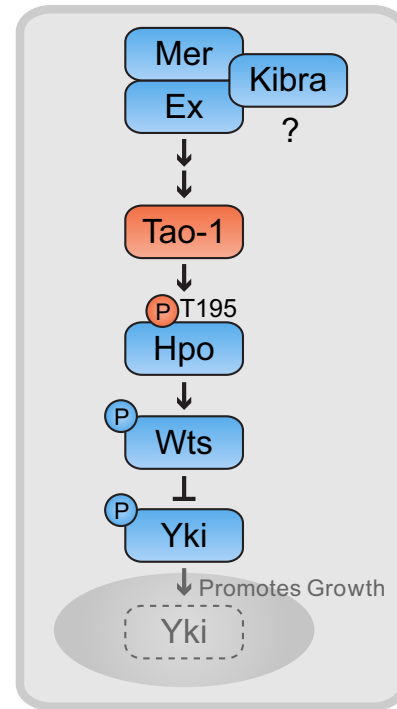 Mer
Kibra
Ex
?
Tao-1
P T195
Hpo
P
Wts
P
Yki
Promotes Growth
Yki